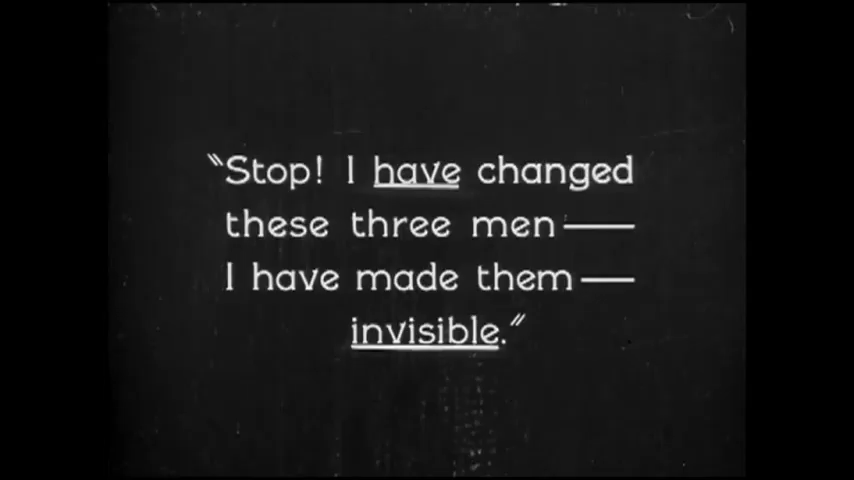 "Stop! I have changed
these three men —
I have made them —
invisible."